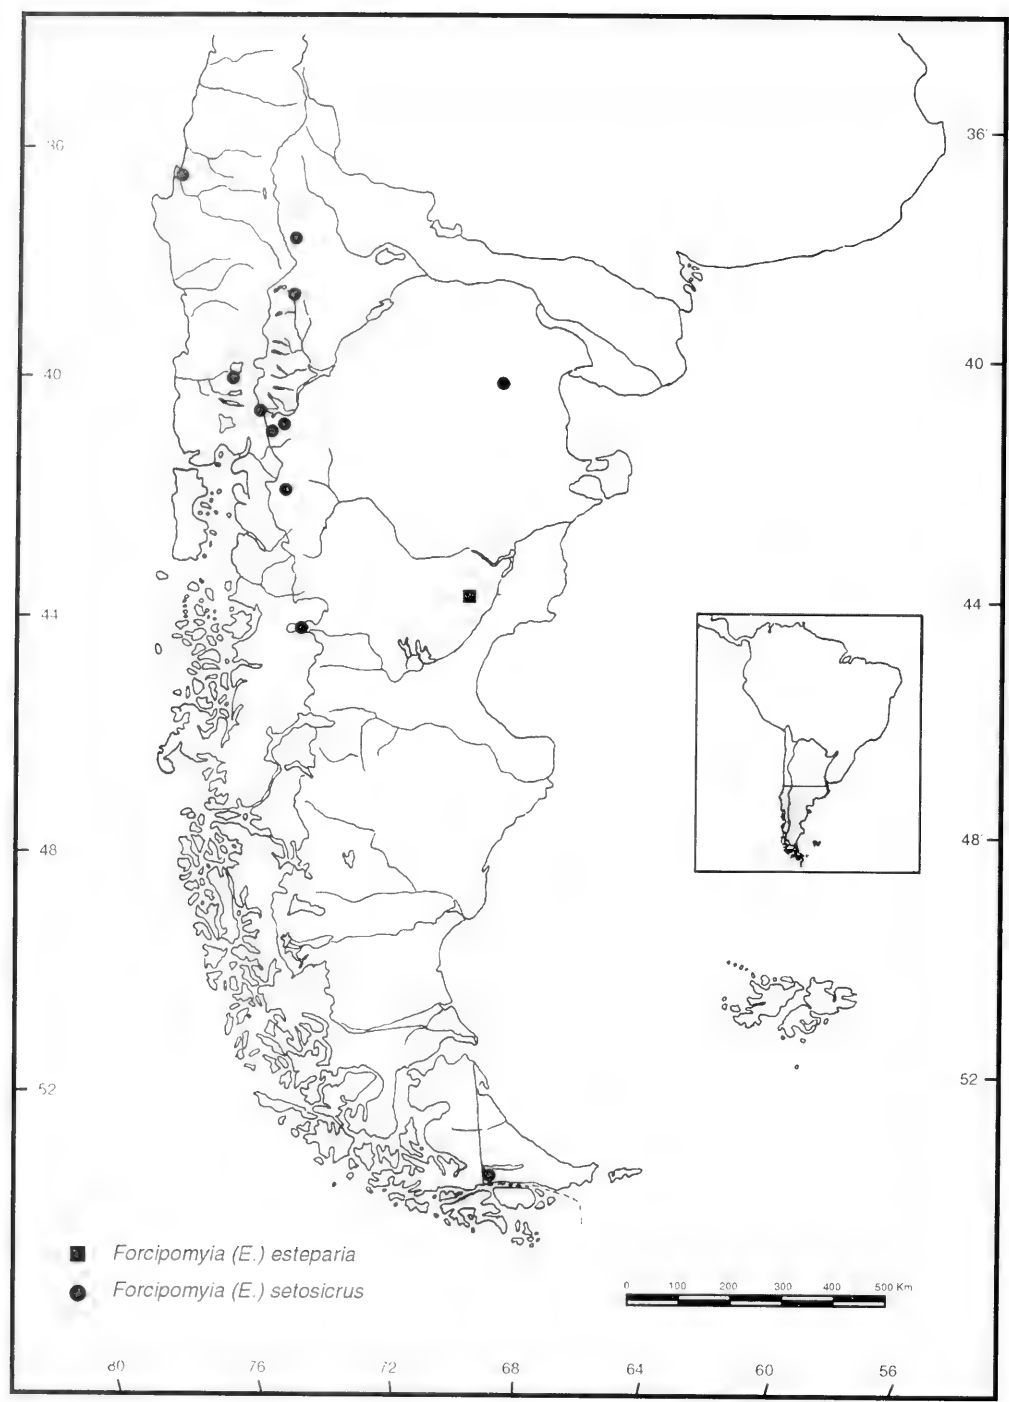 36 36
40 40
44 44
48 48
52 52
Forcipomyia (E.) esteparia
Forcipomyia (E.) setosicrus
0 100 200 300 400 500 Km
80 76 72 68 64 60 56